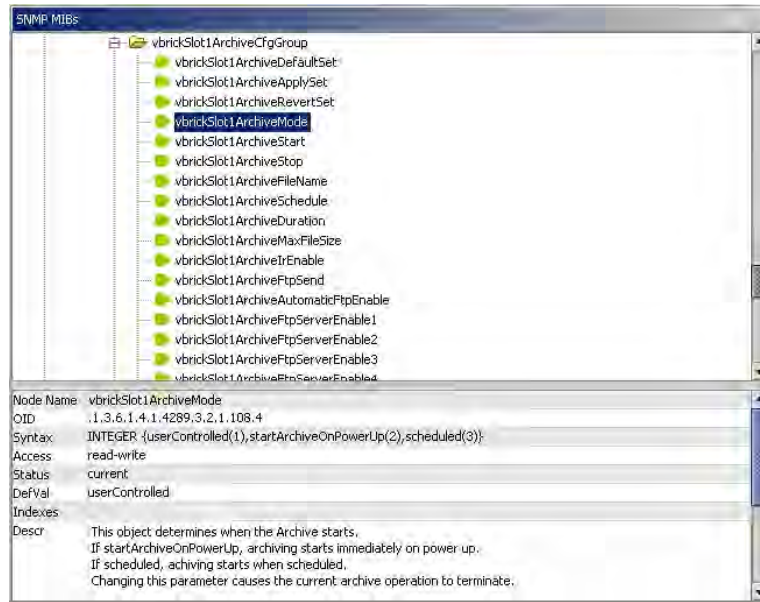 SNMP MIBs
vbrickSlot1ArchiveCfgGroup
vbrickSlot1ArchiveDefaultSet
vbrickSlot1ArchiveApplySet
vbrickSlot1ArchiveRevertSet
vbrickSlot1ArchiveMode
vbrickSlot1ArchiveStart
vbrickSlot1ArchiveStop
vbrickSlot1ArchiveFileName
vbrickSlot1ArchiveSchedule
vbrickSlot1ArchiveDuration
vbrickSlot1ArchiveMaxFileSize
vbrickSlot1ArchiveIrEnable
vbrickSlot1ArchiveFtpSend
vbrickSlot1ArchiveAutomaticFtpEnable
vbrickSlot1ArchiveFtpServerEnable1
vbrickSlot1ArchiveFtpServerEnable2
vbrickSlot1ArchiveFtpServerEnable3
vbrickSlot1ArchiveFtpServerEnable4
Node Name vbrickSlot1ArchiveMode
OID .1.3.6.1.4.1.4289.3.2.1.108.4
Syntax INTEGER {userControlled(1),startArchiveOnPowerUp(2),scheduled(3)}
Access read-write
Status current
DefVal userControlled
Indexes
Descr This object determines when the Archive starts.
If startArchiveOnPowerUp, archiving starts immediately on power up.
If scheduled, achiving starts when scheduled.
Changing this parameter causes the current archive operation to terminate.